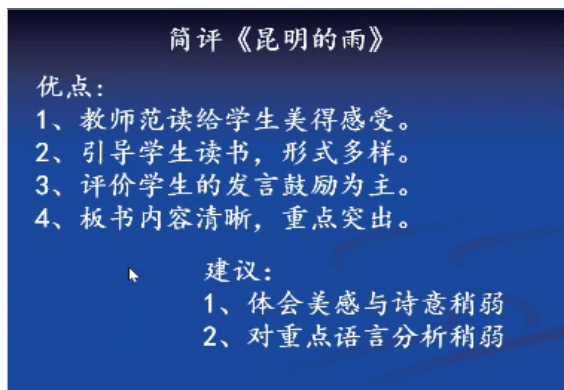 简评《昆明的雨》
优点：
1、教师范读给学生美得感受。
2、引导学生读书，形式多样。
3、评价学生的发言鼓励为主。
4、板书内容清晰，重点突出。
建议：
1、体会美感与诗意稍弱
2、对重点语言分析稍弱